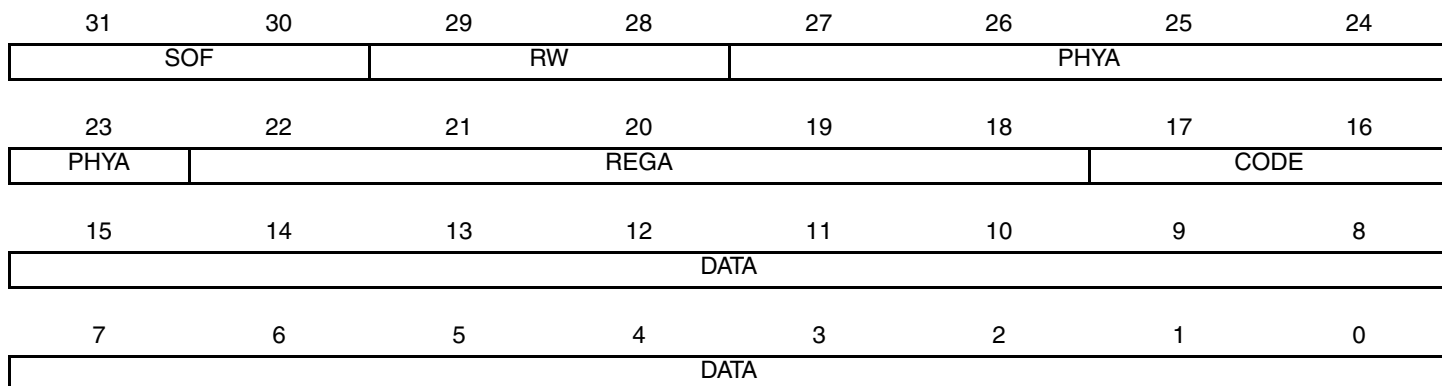 31 30 29 28 27 26 25 24
SOF RW PHYA
23 22 21 20 19 18 17 16
PHYA REGA CODE
15 14 13 12 11 10 9 8
DATA
7 6 5 4 3 2 1 0
DATA